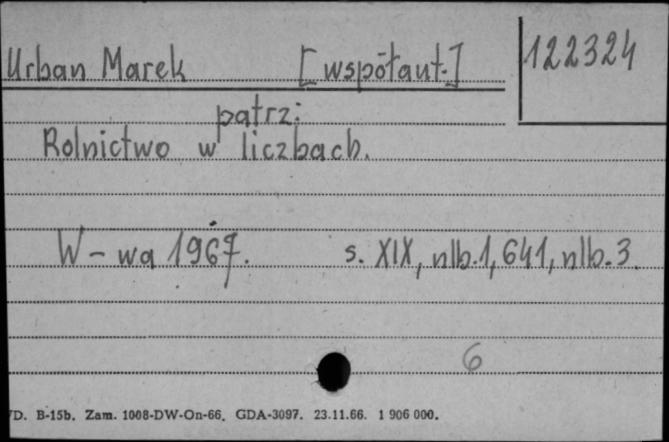 Urban Marek [współaut.] 122324
patrz:
Rolnictwo w liczbach.
W-wa 1967. s. XIX, nlb.1, 641, nlb.3.
6
D. B-15b. Zam. 1008-DW-On-66. GDA-3097. 23.11.66. 1 906 000.